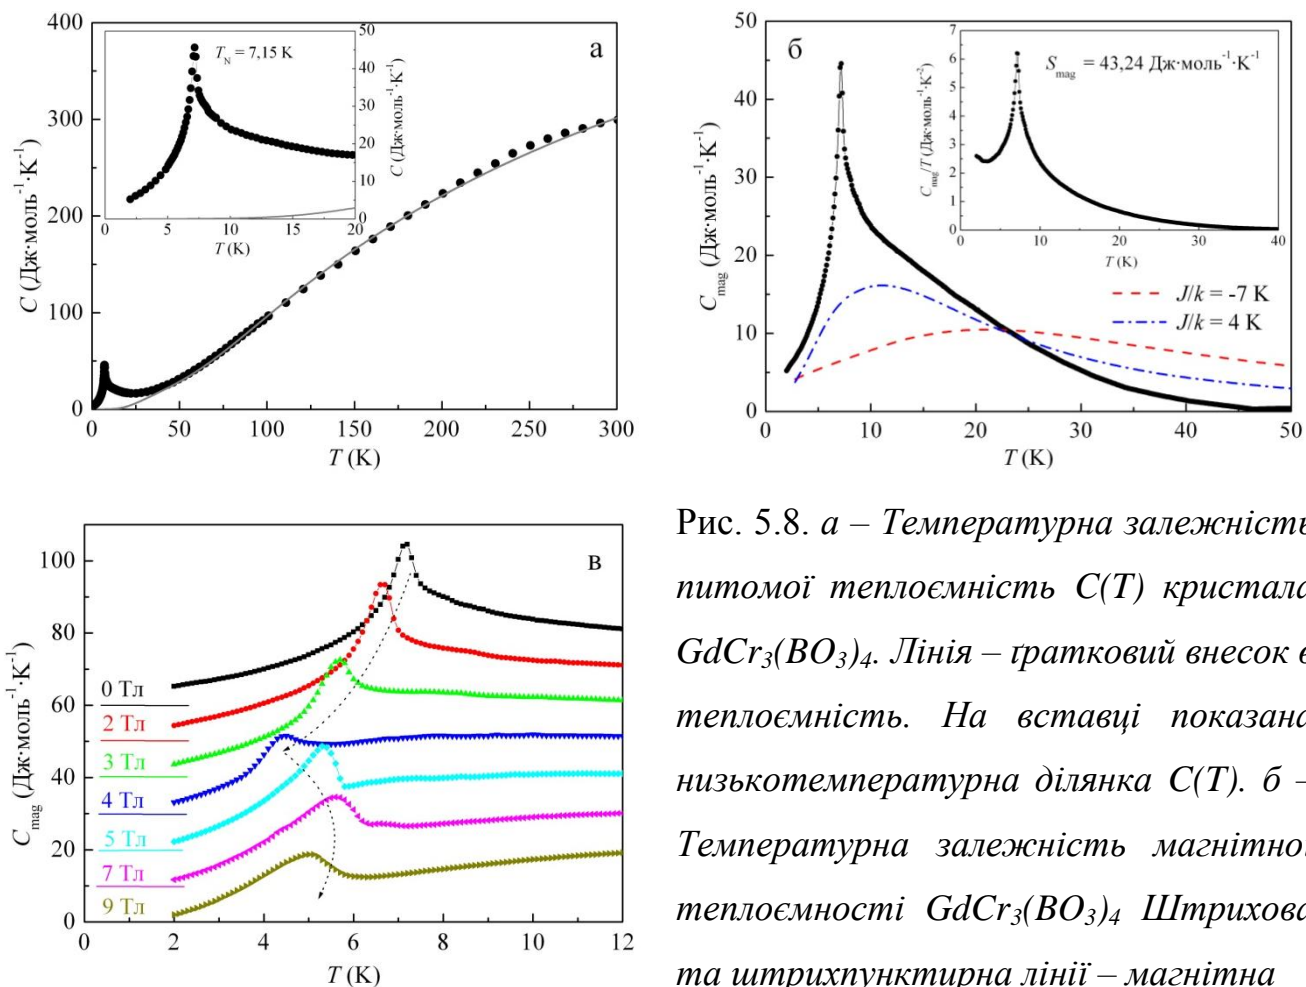 400
300
200
100
0
C (Дж·моль⁻¹·К⁻¹)
0
50
100
150
200
250
300
T (K)
а
T_N = 7,15 K
50
40
30
20
10
0
C (Дж·моль⁻¹·К⁻¹)
0
5
10
15
20
T (K)
50
40
30
20
10
0
C_mag (Дж·моль⁻¹·К⁻¹)
0
10
20
30
40
50
T (K)
б
S_mag = 43,24 Дж·моль⁻¹·К⁻¹
7
6
5
4
3
2
1
0
C_mag/T (Дж·моль⁻¹·К⁻²)
0
10
20
30
40
T (K)
J/k = -7 K
J/k = 4 K
100
80
60
40
20
0
C_mag (Дж·моль⁻¹·К⁻¹)
0
2
4
6
8
10
12
T (K)
в
0 Тл
2 Тл
3 Тл
4 Тл
5 Тл
7 Тл
9 Тл
Рис. 5.8. а – Температурна залежність
питомої теплоємність C(T) кристала
GdCr₃(BO₃)₄. Лінія – ґратковий внесок в
теплоємність. На вставці показана
низькотемпературна ділянка C(T). б –
Температурна залежність магнітної
теплоємності GdCr₃(BO₃)₄ Штрихова
та штрихпунктирна лінії – магнітна